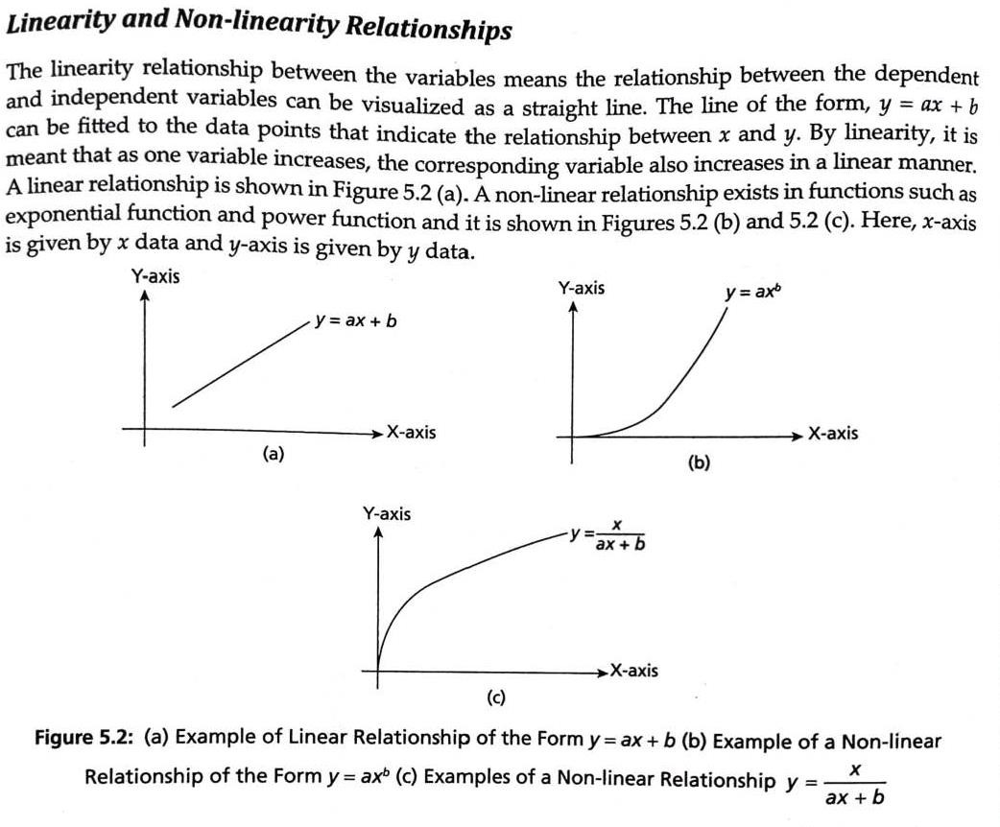 Linearity and Non-linearity Relationships
The linearity relationship between the variables means the relationship between the dependent
and independent variables can be visualized as a straight line. The line of the form, y = ax + b
can be fitted to the data points that indicate the relationship between x and y. By linearity, it is
meant that as one variable increases, the corresponding variable also increases in a linear manner.
A linear relationship is shown in Figure 5.2 (a). A non-linear relationship exists in functions such as
exponential function and power function and it is shown in Figures 5.2 (b) and 5.2 (c). Here, x-axis
is given by x data and y-axis is given by y data.
Y-axis
y = ax + b
X-axis
(a)
Y-axis
y = axᵇ
X-axis
(b)
Y-axis
y = x / ax + b
X-axis
(c)
Figure 5.2: (a) Example of Linear Relationship of the Form y = ax + b (b) Example of a Non-linear
Relationship of the Form y = axᵇ (c) Examples of a Non-linear Relationship y = x / ax + b